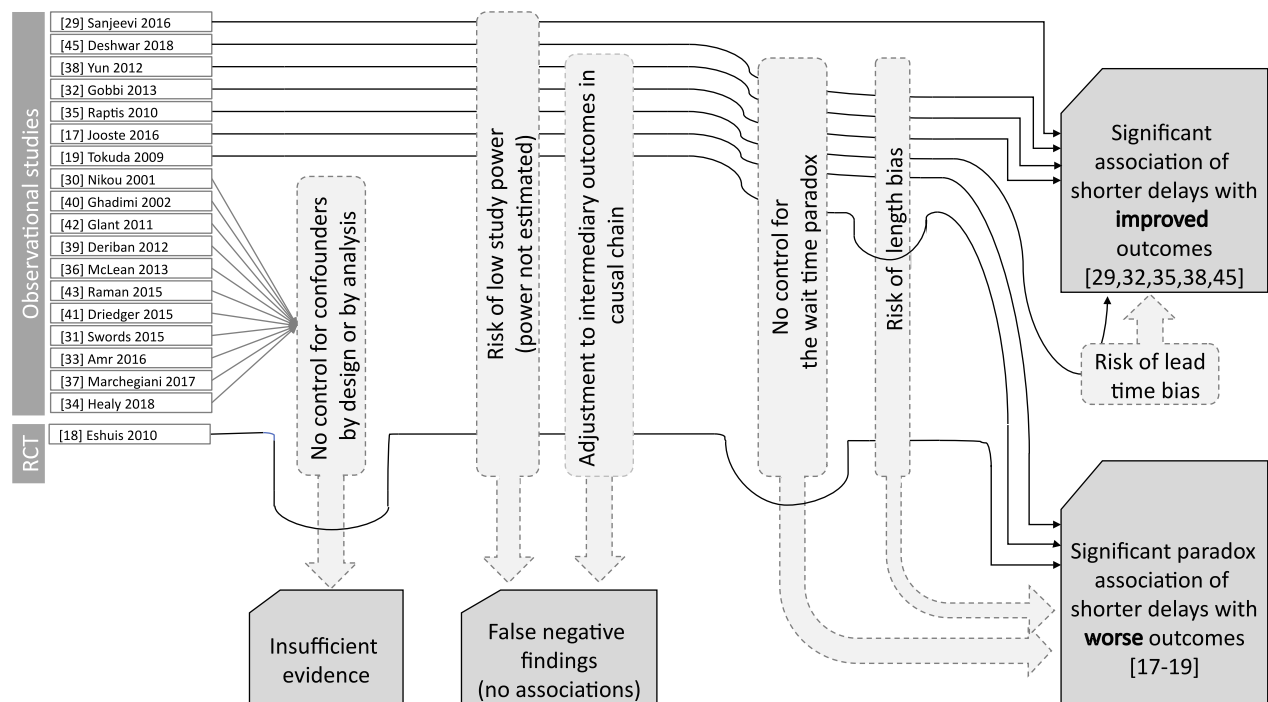 Observational studies
[29] Sanjeevi 2016
[45] Deshwar 2018
[38] Yun 2012
[32] Gobbi 2013
[35] Raptis 2010
[17] Jooste 2016
[19] Tokuda 2009
[30] Nikou 2001
[40] Ghadimi 2002
[42] Glant 2011
[39] Deriban 2012
[36] McLean 2013
[43] Raman 2015
[41] Driedger 2015
[31] Swords 2015
[33] Amr 2016
[37] Marchegiani 2017
[34] Healy 2018
RCT
[18] Eshuis 2010
No control for confounders
by design or by analysis
Risk of low study power
(power not estimated)
Adjustment to intermediary outcomes in
causal chain
No control for
the wait time paradox
Risk of length bias
Significant
association of
shorter delays with
improved
outcomes
[29,32,35,38,45]
Risk of lead
time bias
Significant paradox
association of
shorter delays with
worse outcomes
[17-19]
Insufficient
evidence
False negative
findings
(no associations)